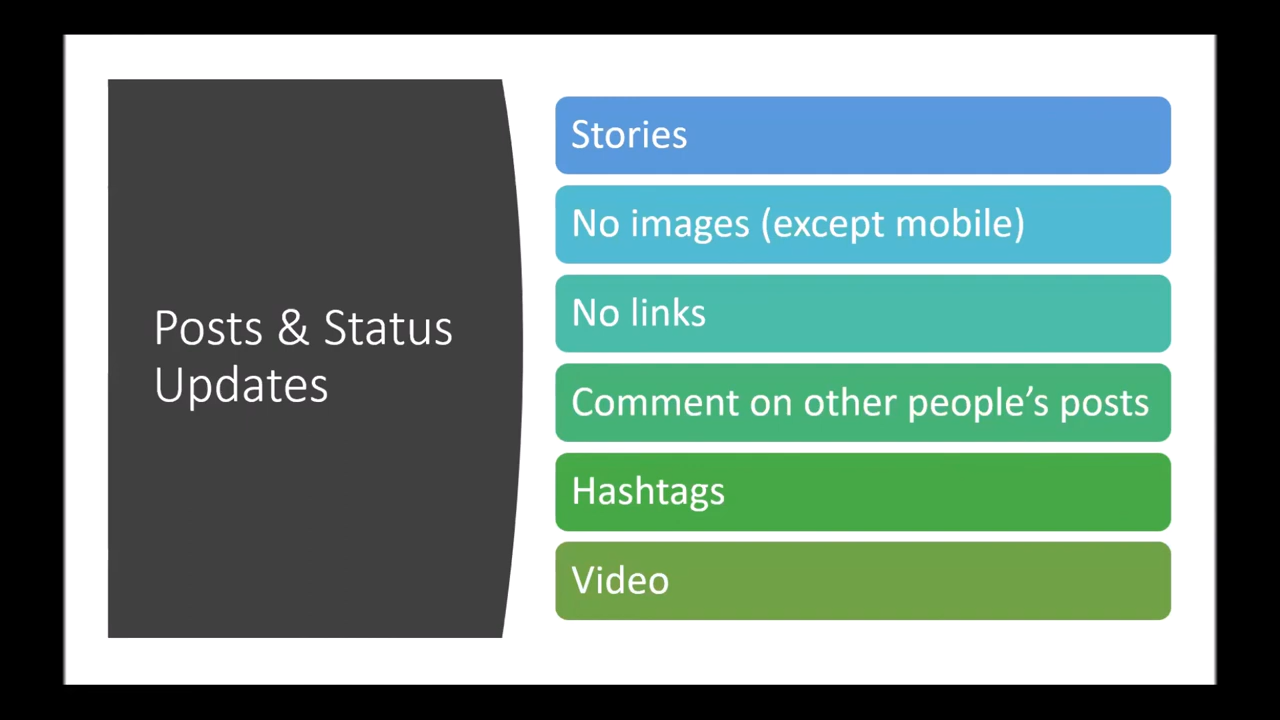 Posts & Status
Updates
Stories
No images (except mobile)
No links
Comment on other people’s posts
Hashtags
Video